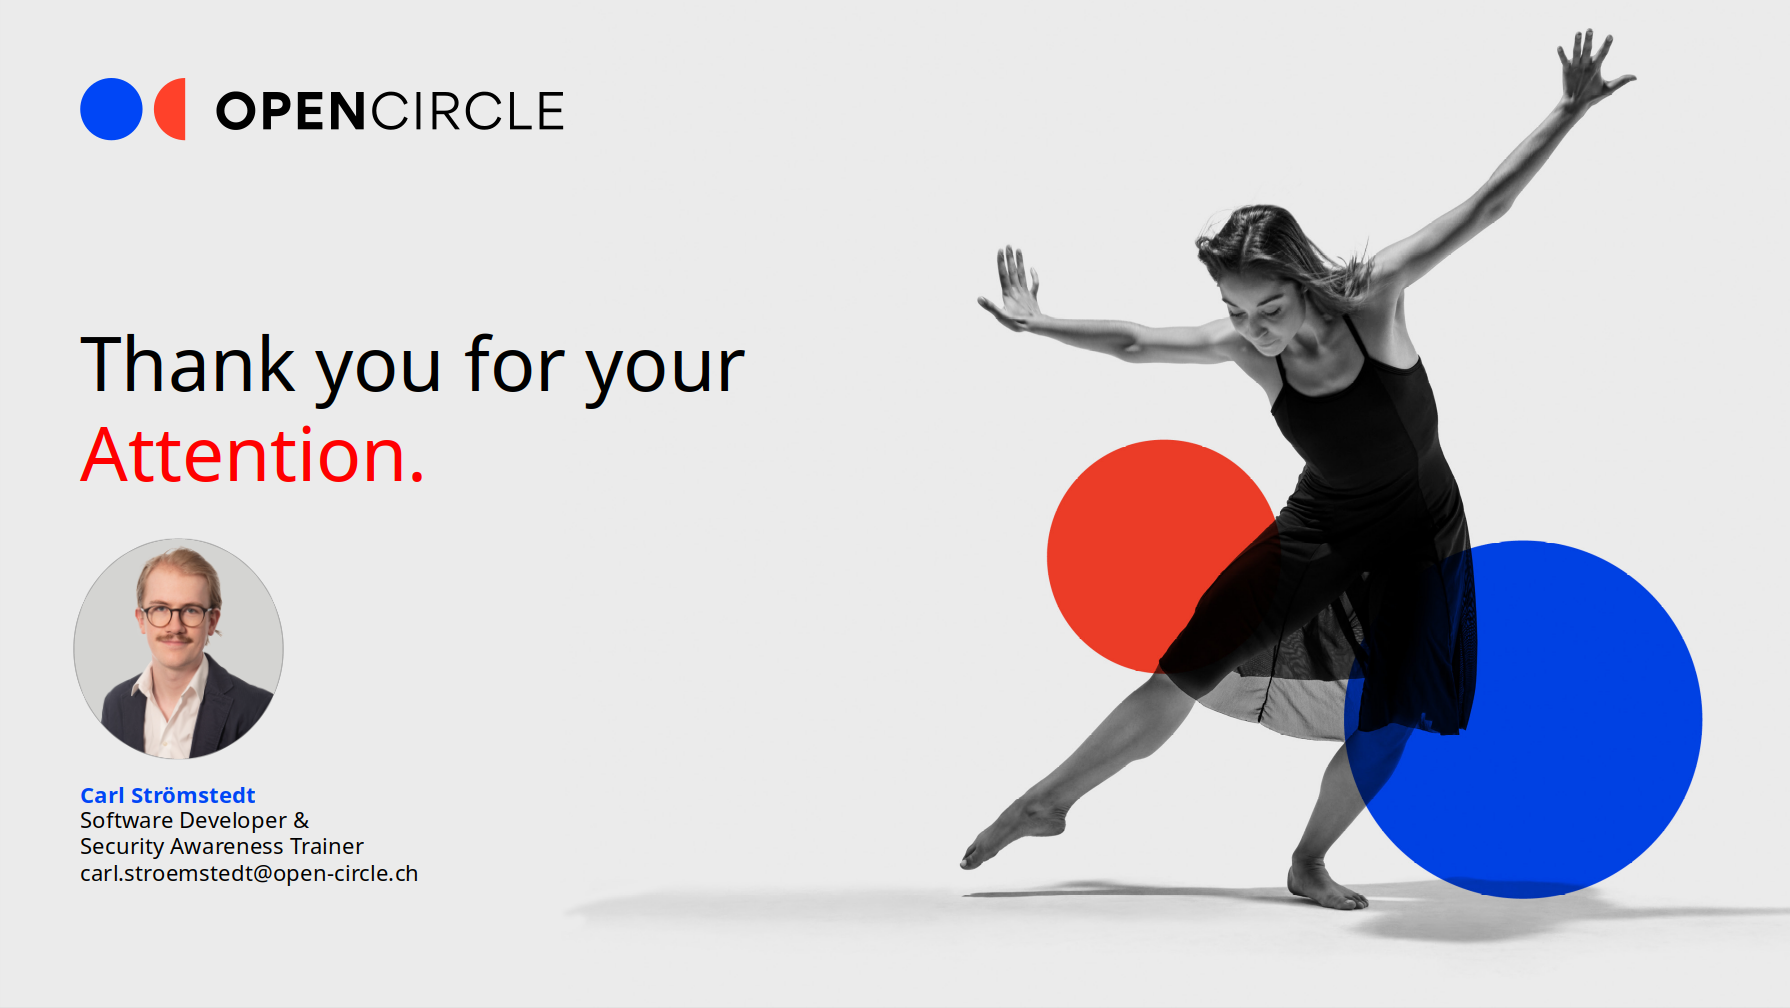 OPENCIRCLE
Thank you for your
Attention.
Carl Strömstedt
Software Developer &
Security Awareness Trainer
carl.stroemstedt@open-circle.ch